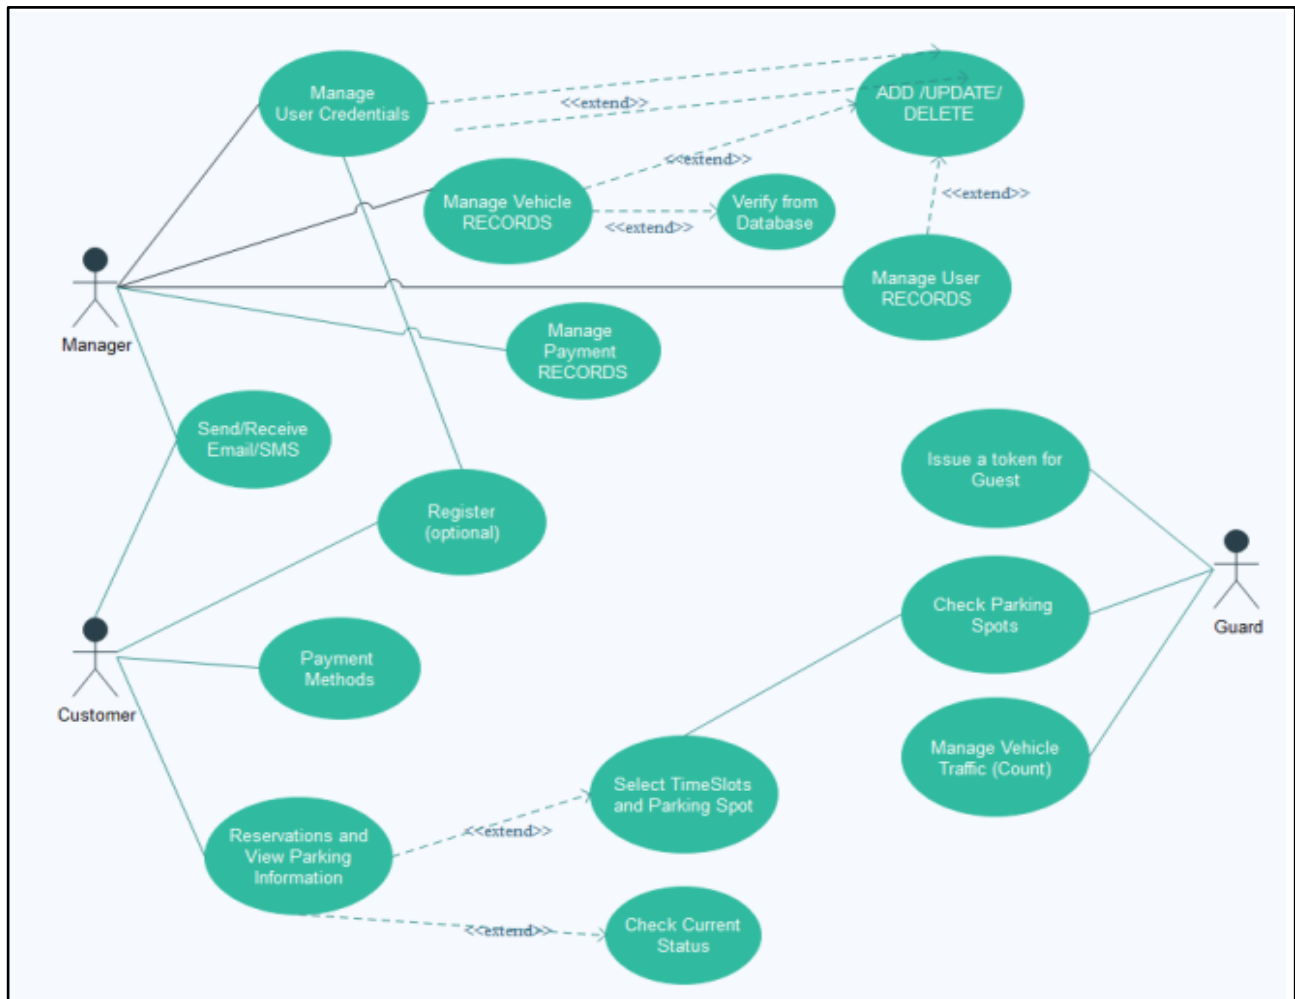 Manage
User Credentials
ADD /UPDATE/
DELETE
<<extend>>
<<extend>>
Manage Vehicle
RECORDS
<<extend>>
Verify from
Database
<<extend>>
Manage User
RECORDS
Manager
Manage
Payment
RECORDS
Send/Receive
Email/SMS
Register
(optional)
Issue a token for
Guest
Check Parking
Spots
Guard
Customer
Payment
Methods
Manage Vehicle
Traffic (Count)
Select TimeSlots
and Parking Spot
<<extend>>
Reservations and
View Parking
Information
<<extend>>
Check Current
Status